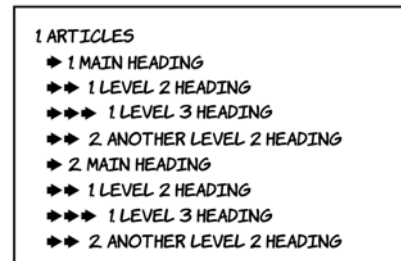 1 ARTICLES
🡆 1 MAIN HEADING
🡆🡆 1 LEVEL 2 HEADING
🡆🡆🡆 1 LEVEL 3 HEADING
🡆🡆 2 ANOTHER LEVEL 2 HEADING
🡆 2 MAIN HEADING
🡆🡆 1 LEVEL 2 HEADING
🡆🡆🡆 1 LEVEL 3 HEADING
🡆🡆 2 ANOTHER LEVEL 2 HEADING